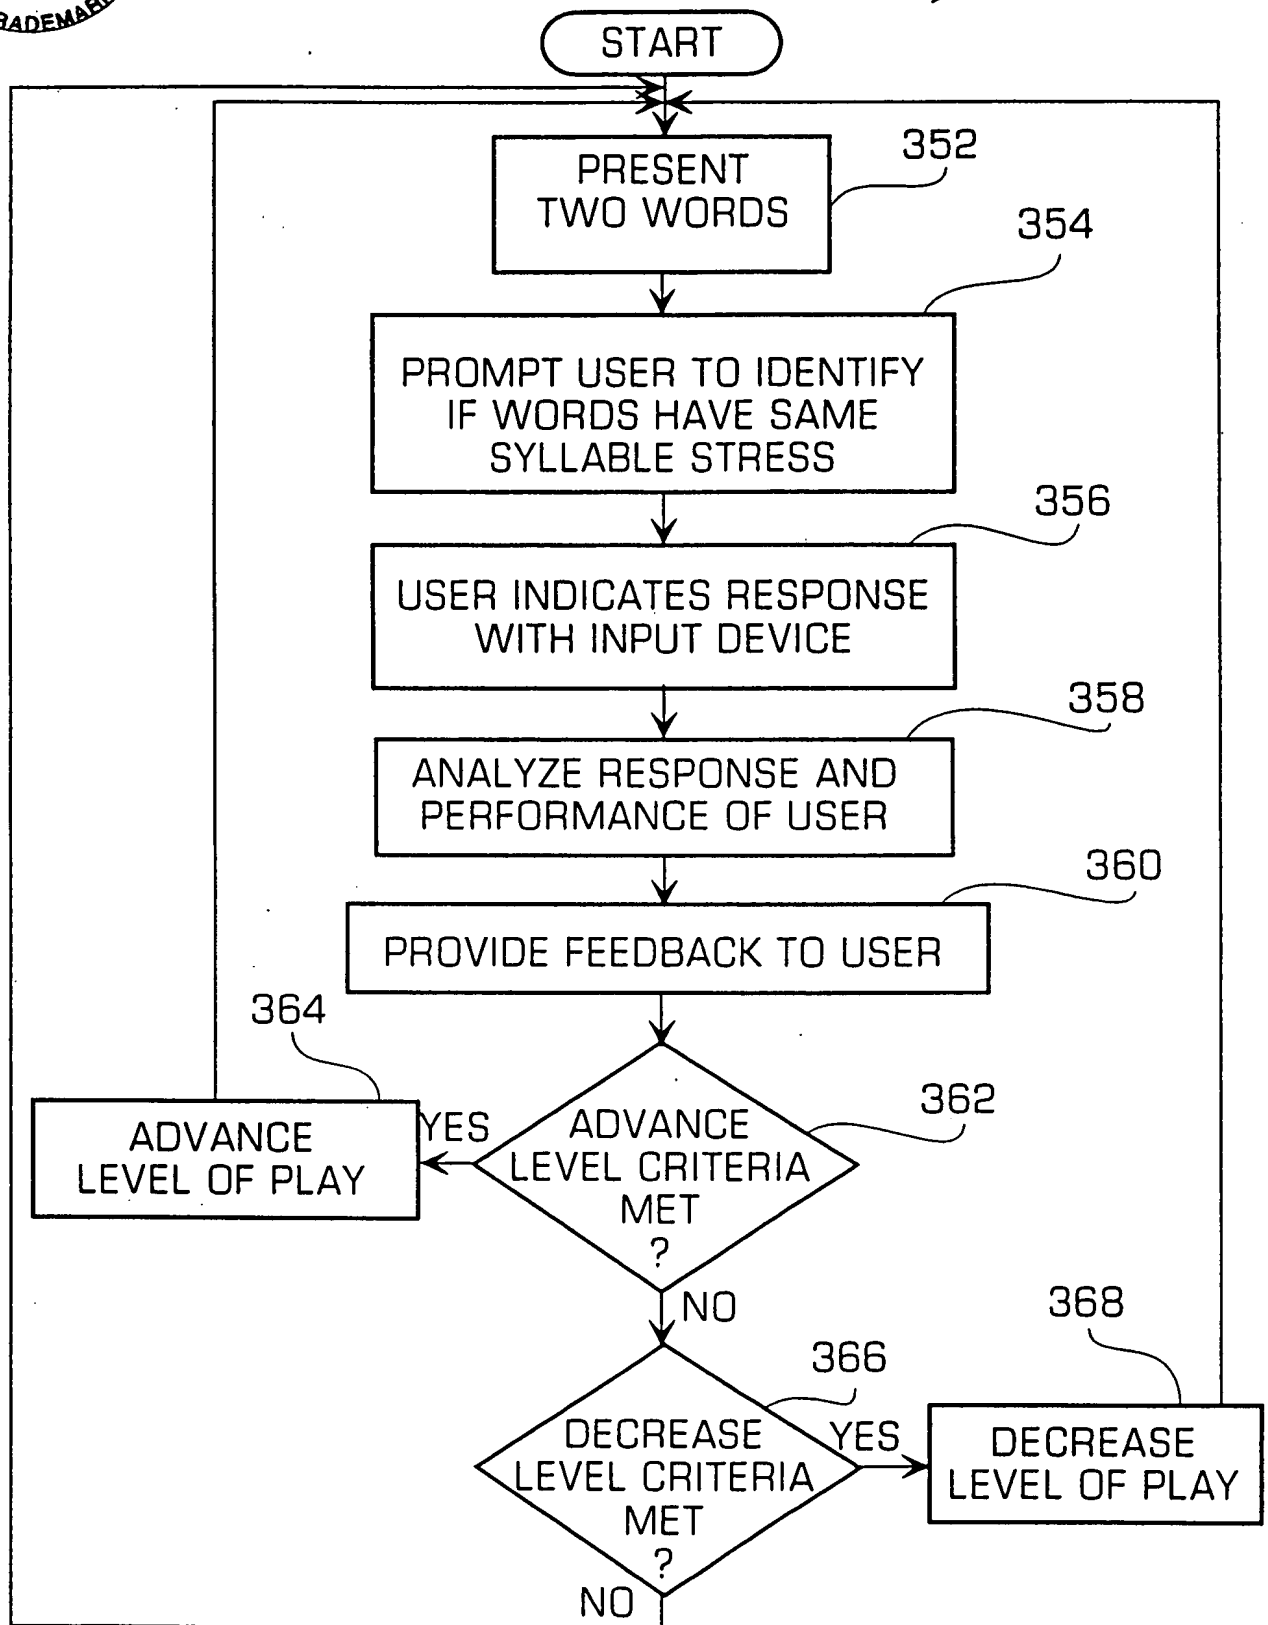 START
PRESENT
TWO WORDS
352
354
PROMPT USER TO IDENTIFY
IF WORDS HAVE SAME
SYLLABLE STRESS
356
USER INDICATES RESPONSE
WITH INPUT DEVICE
358
ANALYZE RESPONSE AND
PERFORMANCE OF USER
360
PROVIDE FEEDBACK TO USER
364
ADVANCE
LEVEL OF PLAY
YES
362
ADVANCE
LEVEL CRITERIA
MET
?
NO
366
368
DECREASE
LEVEL CRITERIA
MET
?
YES
DECREASE
LEVEL OF PLAY
NO